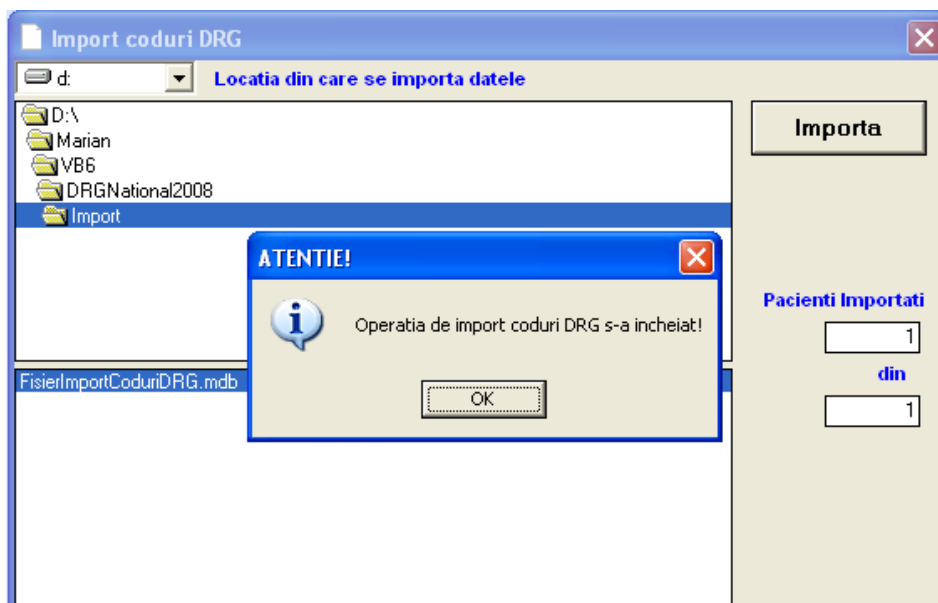 Import coduri DRG
d:
Locatia din care se importa datele
D:\
Marian
VB6
DRGNational2008
Import
Importa
ATENTIE!
Operatia de import coduri DRG s-a incheiat!
OK
Pacienti Importati
1
din
1
FisierImportCoduriDRG.mdb